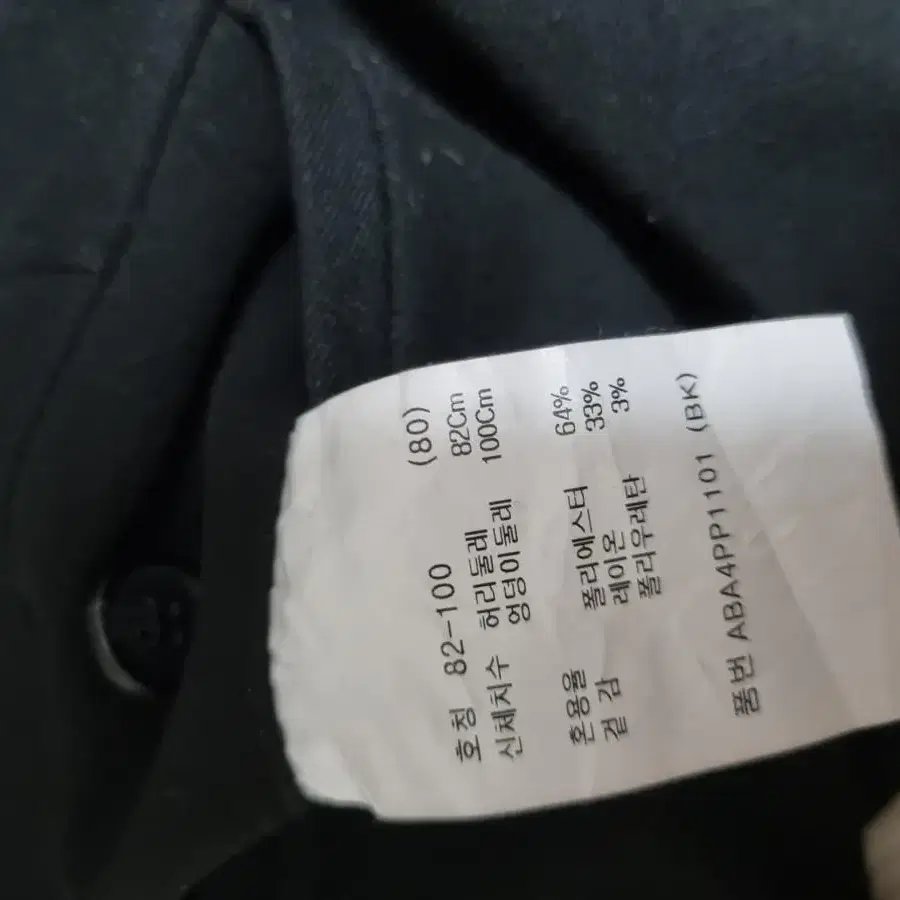 호칭 82-100 (80)
신체치수 허리둘레 82Cm
엉덩이둘레 100Cm
혼용율 폴리에스터 64%
겉감 레이온 33%
폴리우레탄 3%
품번 ABA4PP1101 (BK)